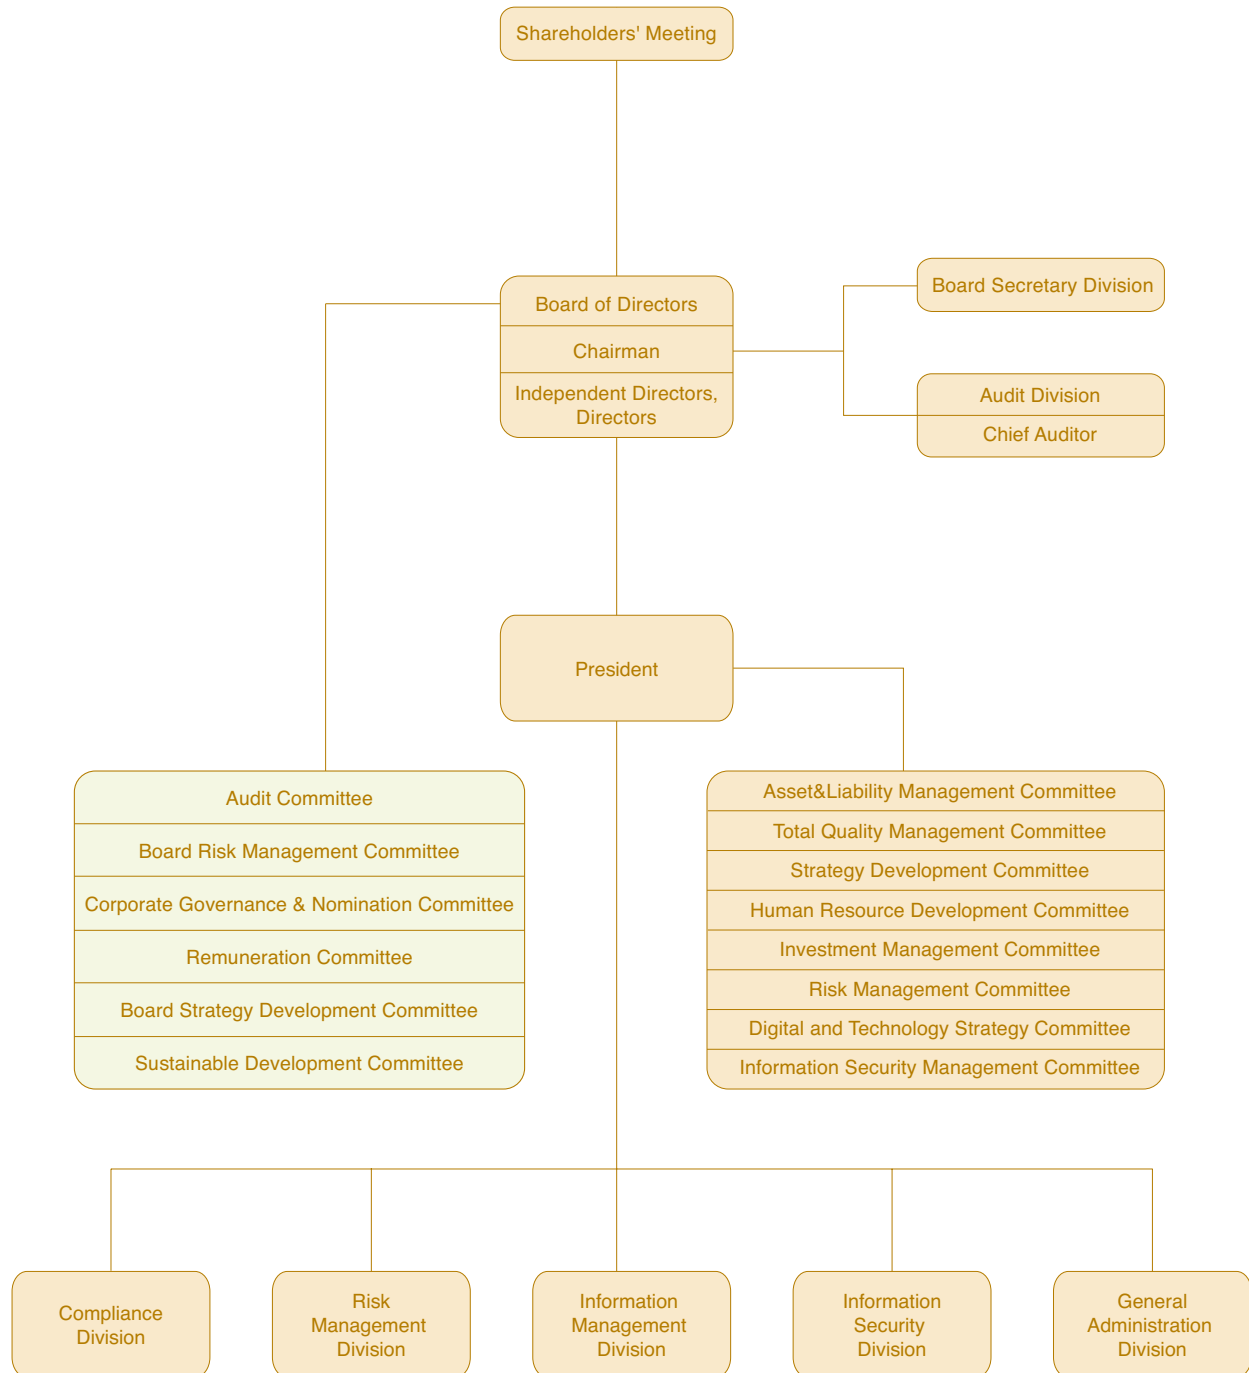 Shareholders' Meeting
Board of Directors
Chairman
Independent Directors,
Directors
Board Secretary Division
Audit Division
Chief Auditor
President
Audit Committee
Board Risk Management Committee
Corporate Governance & Nomination Committee
Remuneration Committee
Board Strategy Development Committee
Sustainable Development Committee
Asset&Liability Management Committee
Total Quality Management Committee
Strategy Development Committee
Human Resource Development Committee
Investment Management Committee
Risk Management Committee
Digital and Technology Strategy Committee
Information Security Management Committee
Compliance
Division
Risk
Management
Division
Information
Management
Division
Information
Security
Division
General
Administration
Division